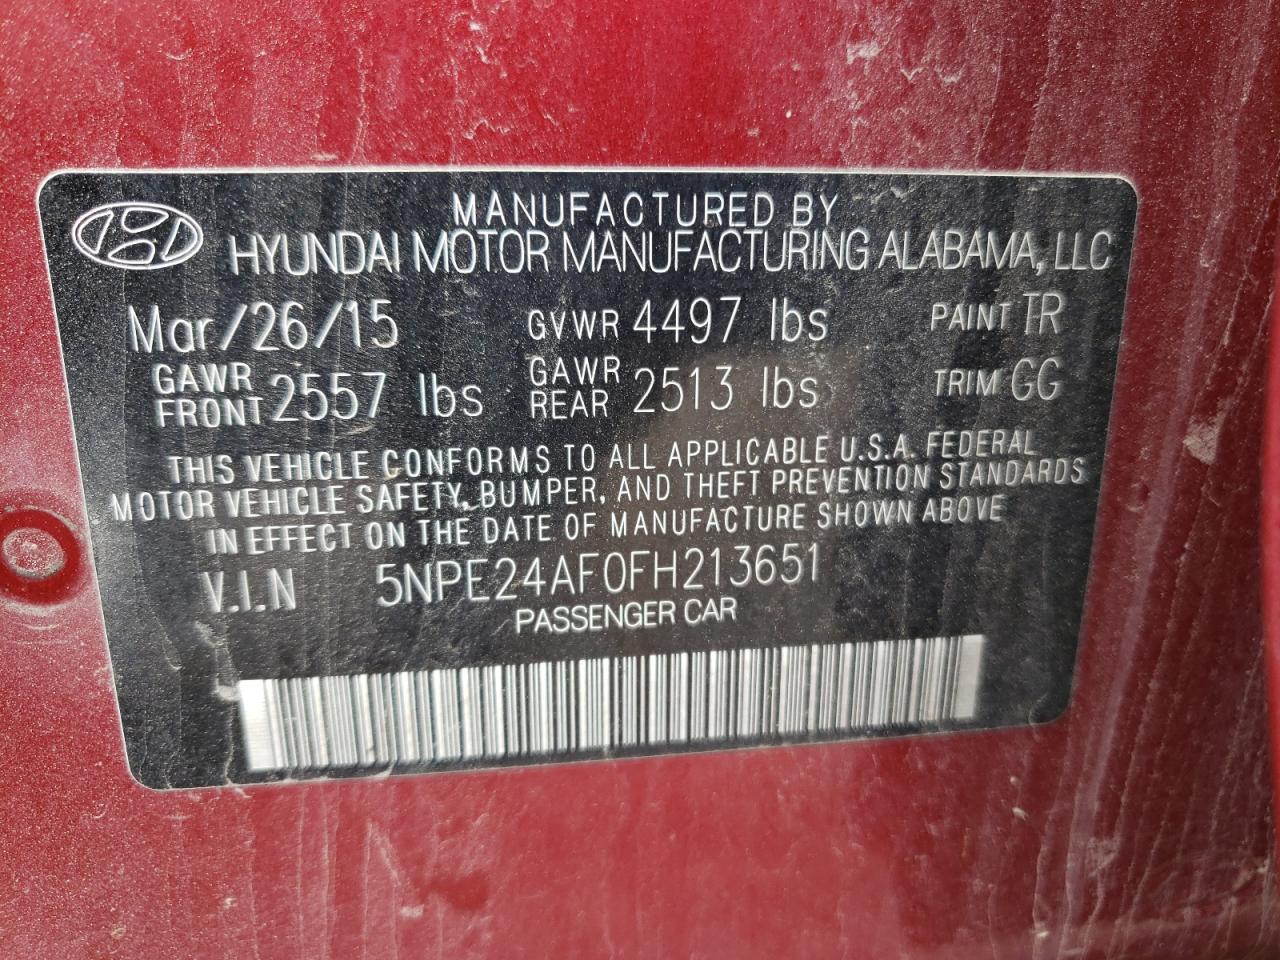 MANUFACTURED BY
HYUNDAI MOTOR MANUFACTURING ALABAMA, LLC
Mar/26/15 GVWR 4497 lbs PAINT TR
GAWR FRONT 2557 lbs GAWR REAR 2513 lbs TRIM GG
THIS VEHICLE CONFORMS TO ALL APPLICABLE U.S.A. FEDERAL
MOTOR VEHICLE SAFETY, BUMPER, AND THEFT PREVENTION STANDARDS
IN EFFECT ON THE DATE OF MANUFACTURE SHOWN ABOVE
V.I.N 5NPE24AF0FH213651
PASSENGER CAR